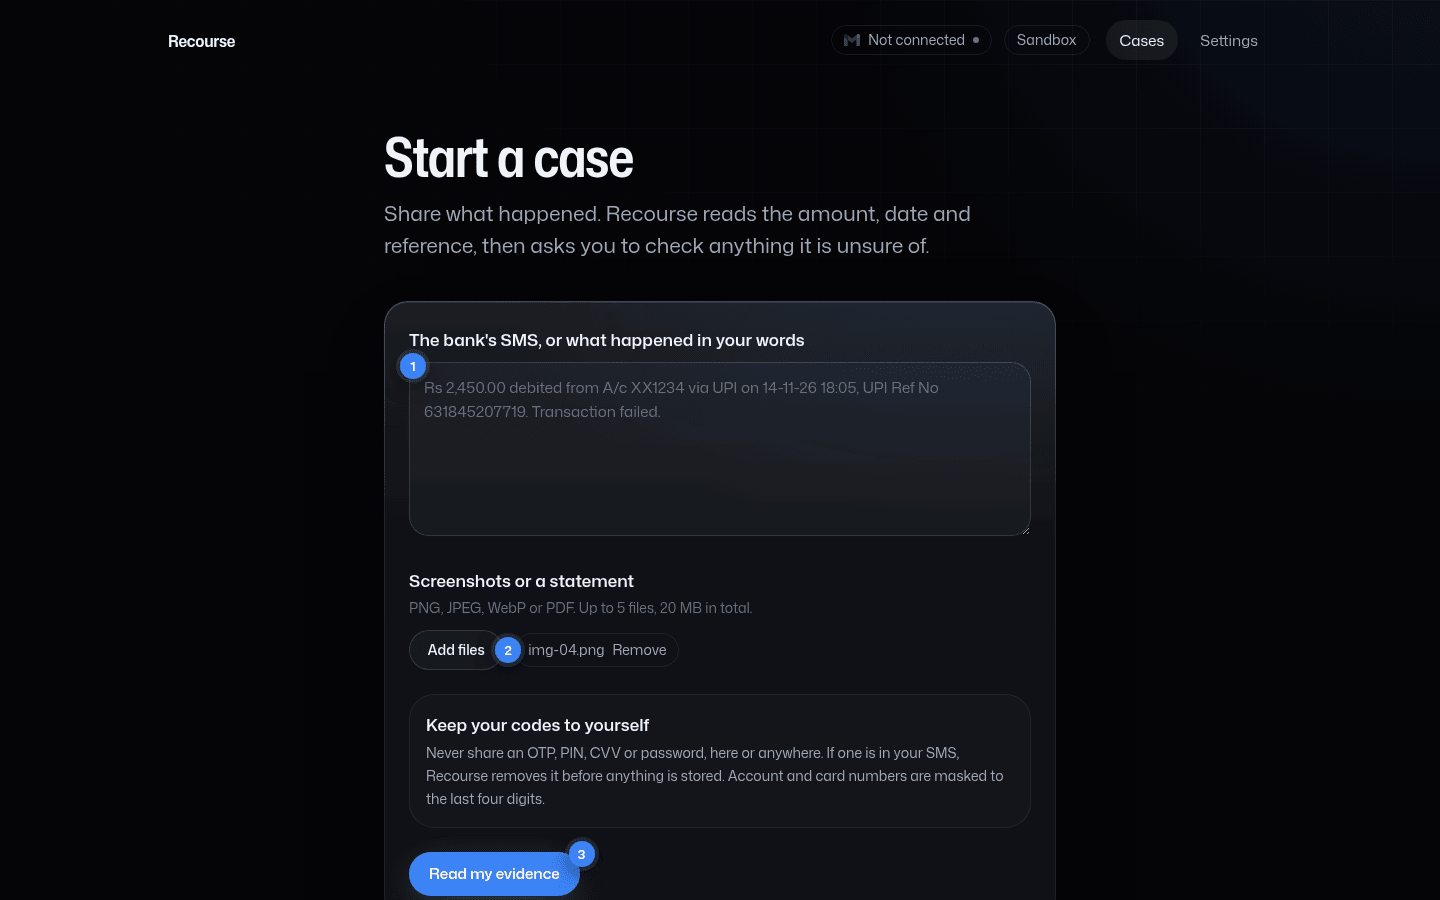 Recourse
Not connected
Sandbox
Cases
Settings
Start a case
Share what happened. Recourse reads the amount, date and
reference, then asks you to check anything it is unsure of.
The bank's SMS, or what happened in your words
1
Rs 2,450.00 debited from A/c XX1234 via UPI on 14-11-26 18:05, UPI Ref No
631845207719. Transaction failed.
Screenshots or a statement
PNG, JPEG, WebP or PDF. Up to 5 files, 20 MB in total.
Add files
2
img-04.png Remove
Keep your codes to yourself
Never share an OTP, PIN, CVV or password, here or anywhere. If one is in your SMS,
Recourse removes it before anything is stored. Account and card numbers are masked to
the last four digits.
3
Read my evidence